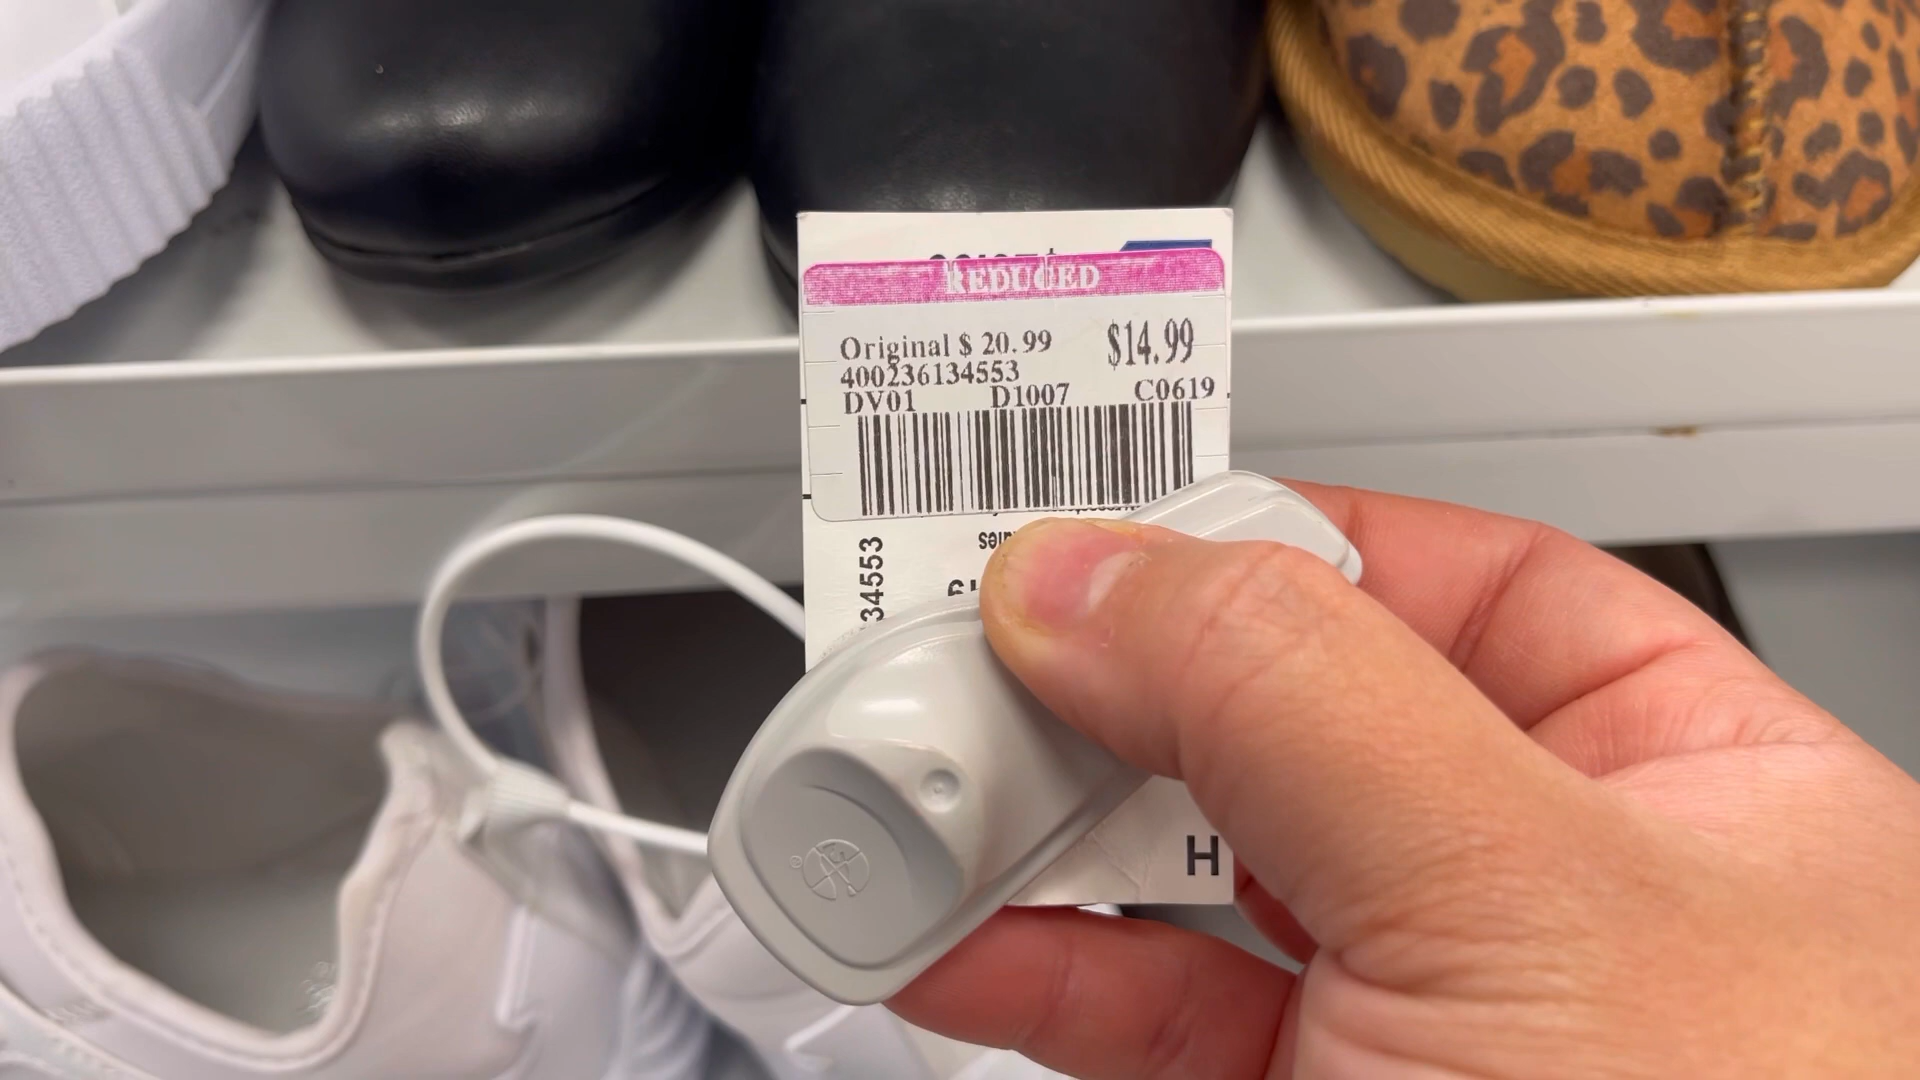 REDUCED
Original $ 20.99 $14.99
400236134553
DV01 D1007 C0619
34553
H